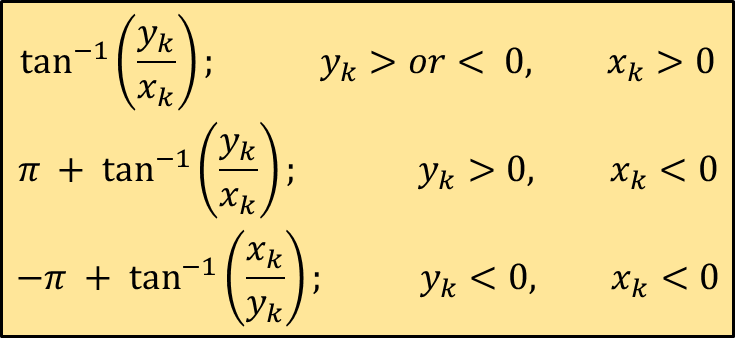 tan⁻¹(yₖ/xₖ); yₖ > or < 0, xₖ > 0
π + tan⁻¹(yₖ/xₖ); yₖ > 0, xₖ < 0
−π + tan⁻¹(xₖ/yₖ); yₖ < 0, xₖ < 0